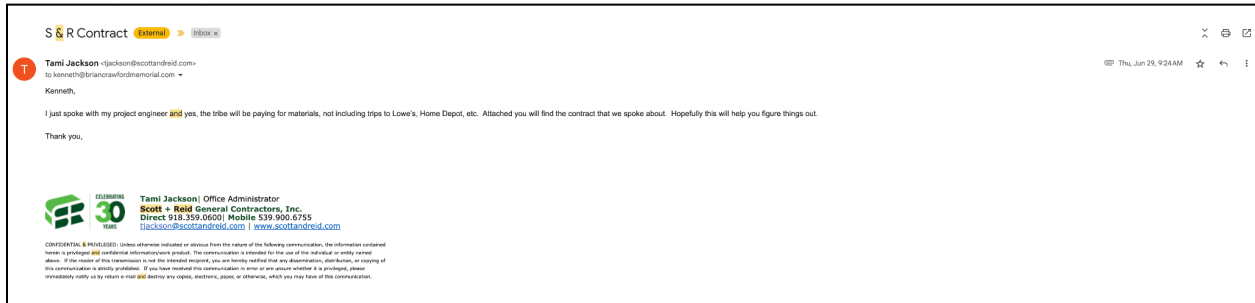 S & R Contract External Inbox x
T
Tami Jackson <tjackson@scottandreid.com>
Thu, Jun 29, 9:24 AM
to kenneth@briancrawfordmemorial.com
Kenneth,
I just spoke with my project engineer and yes, the tribe will be paying for materials, not including trips to Lowe's, Home Depot, etc. Attached you will find the contract that we spoke about. Hopefully this will help you figure things out.
Thank you,
CELEBRATING
30
YEARS
Tami Jackson| Office Administrator
Scott + Reid General Contractors, Inc.
Direct 918.359.0600| Mobile 539.900.6755
tjackson@scottandreid.com | www.scottandreid.com
CONFIDENTIAL & PRIVILEGED: Unless otherwise indicated or obvious from the nature of the following communication, the information contained
herein is privileged and confidential information/work product. The communication is intended for the use of the individual or entity named
above. If the reader of this transmission is not the intended recipient, you are hereby notified that any dissemination, distribution, or copying of
this communication is strictly prohibited. If you have received this communication in error or are unsure whether it is privileged, please
immediately notify us by return e-mail and destroy any copies, electronic, paper, or otherwise, which you may have of this communication.